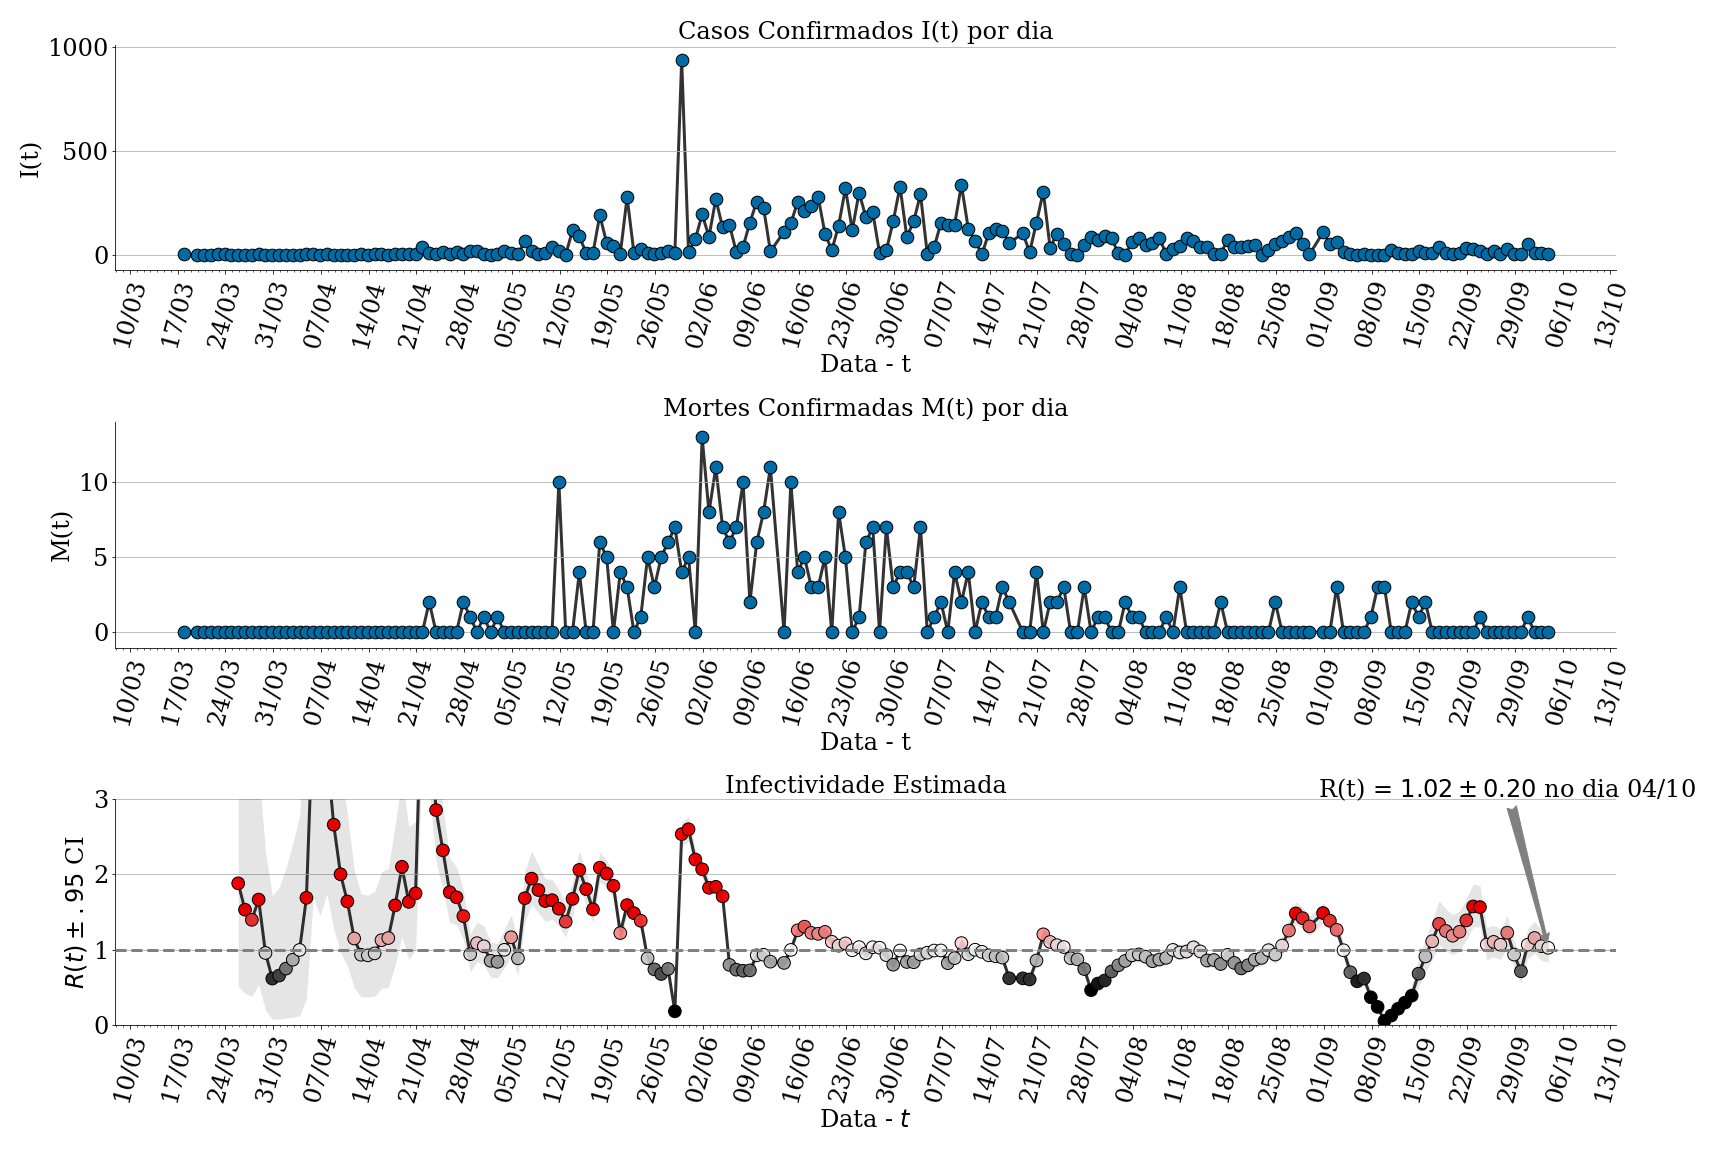 Casos Confirmados I(t) por dia
1000
500
0
I(t)
10/03 17/03 24/03 31/03 07/04 14/04 21/04 28/04 05/05 12/05 19/05 26/05 02/06 09/06 16/06 23/06 30/06 07/07 14/07 21/07 28/07 04/08 11/08 18/08 25/08 01/09 08/09 15/09 22/09 29/09 06/10 13/10
Data - t
Mortes Confirmadas M(t) por dia
10
5
0
M(t)
10/03 17/03 24/03 31/03 07/04 14/04 21/04 28/04 05/05 12/05 19/05 26/05 02/06 09/06 16/06 23/06 30/06 07/07 14/07 21/07 28/07 04/08 11/08 18/08 25/08 01/09 08/09 15/09 22/09 29/09 06/10 13/10
Data - t
Infectividade Estimada
R(t) = 1.02 ± 0.20 no dia 04/10
3
2
1
0
R(t) ± .95 CI
10/03 17/03 24/03 31/03 07/04 14/04 21/04 28/04 05/05 12/05 19/05 26/05 02/06 09/06 16/06 23/06 30/06 07/07 14/07 21/07 28/07 04/08 11/08 18/08 25/08 01/09 08/09 15/09 22/09 29/09 06/10 13/10
Data - t